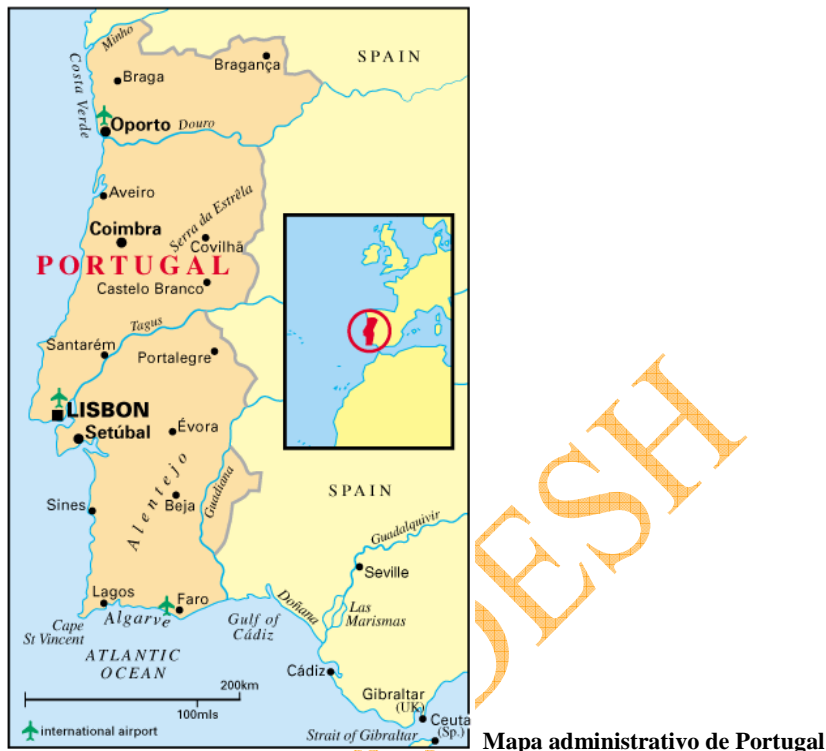 Minho
SPAIN
Bragança
Costa Verde
Braga
Oporto
Douro
Aveiro
Serra da Estrêla
Coimbra
Covilhã
PORTUGAL
Castelo Branco
Tagus
Santarém
Portalegre
LISBON
Setúbal
Évora
Alentejo
Guadiana
SPAIN
Sines
Beja
Guadalquivir
Seville
Lagos
Faro
Algarve
Doñana
Las
Marismas
Cape
St Vincent
Gulf of
Cádiz
ATLANTIC
OCEAN
Cádiz
200km
100mls
Gibraltar
(UK)
Ceuta
(Sp.)
international airport
Strait of Gibraltar
Mapa administrativo de Portugal
DESH